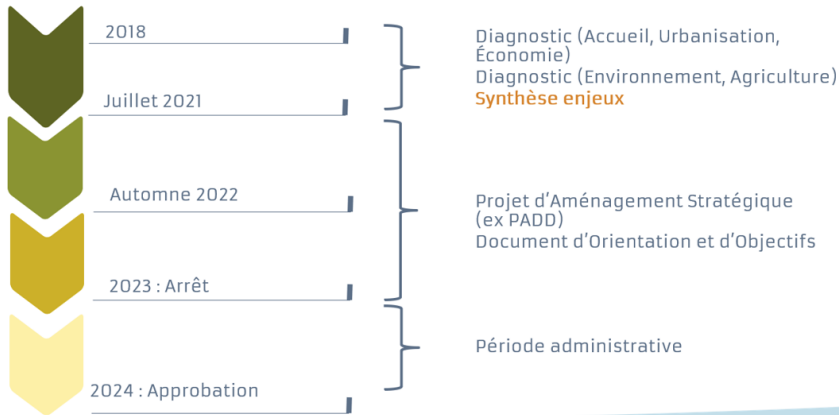 2018
Diagnostic (Accueil, Urbanisation,
Économie)
Diagnostic (Environnement, Agriculture)
Synthèse enjeux
Juillet 2021
Automne 2022
Projet d'Aménagement Stratégique
(ex PADD)
Document d'Orientation et d'Objectifs
2023 : Arrêt
Période administrative
2024 : Approbation